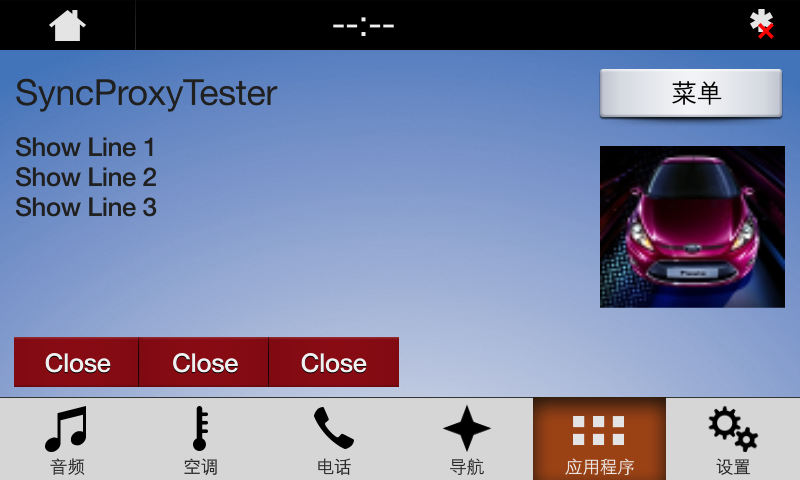 --:--
SyncProxyTester
菜单
Show Line 1
Show Line 2
Show Line 3
Fiesta
Close Close Close
音频 空调 电话 导航 应用程序 设置